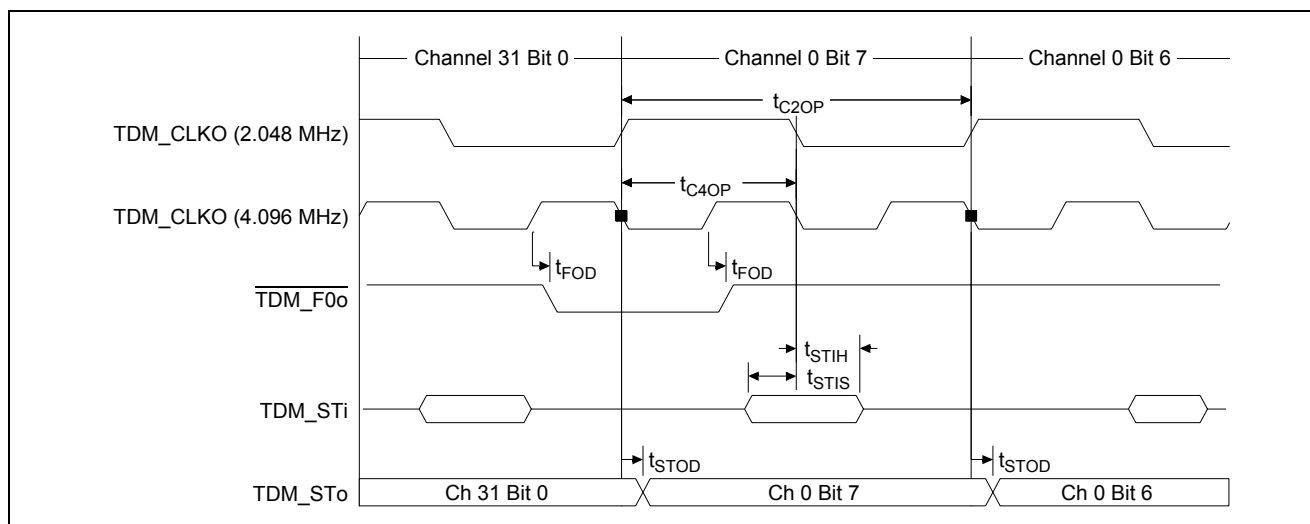 Channel 31 Bit 0 Channel 0 Bit 7 Channel 0 Bit 6
tC2OP
TDM_CLKO (2.048 MHz)
tC4OP
TDM_CLKO (4.096 MHz)
tFOD tFOD
TDM_F0o
tSTIH
tSTIS
TDM_STi
tSTOD tSTOD
TDM_STo Ch 31 Bit 0 Ch 0 Bit 7 Ch 0 Bit 6